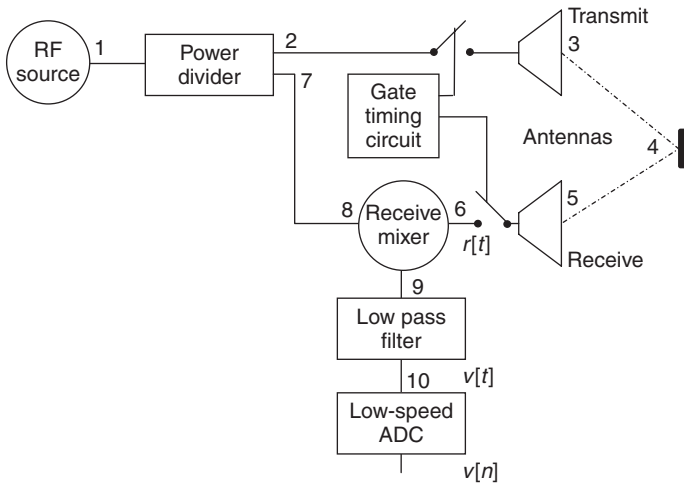 RF
source
1
Power
divider
2
7
Gate
timing
circuit
Transmit
3
Antennas
4
5
Receive
8
Receive
mixer
6
r[t]
9
Low pass
filter
10
v[t]
Low-speed
ADC
v[n]